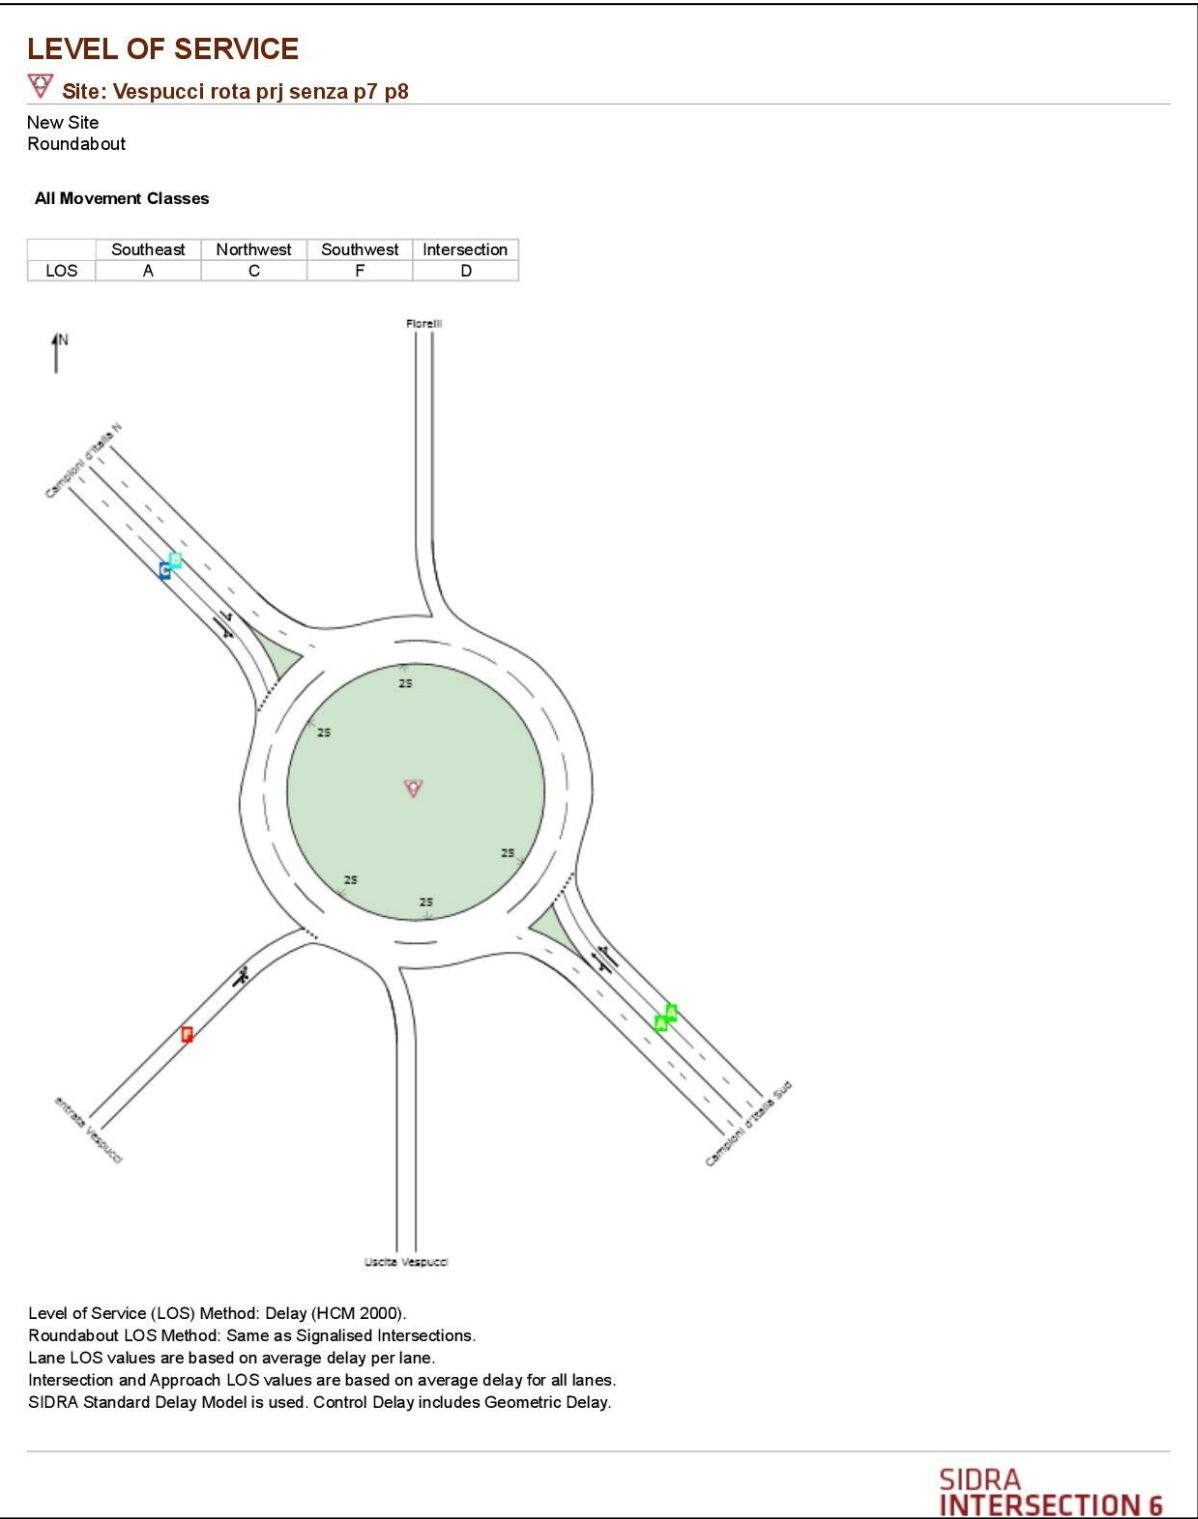 LEVEL OF SERVICE
Site: Vespucci rota prj senza p7 p8
New Site
Roundabout
All Movement Classes
Southeast Northwest Southwest Intersection
LOS A C F D
Fiorelli
N
Campioni d'Italia N
B
C
25
25
25
25
25
A
A
F
entrata Vespucci
Campioni d'Italia Sud
Uscita Vespucci
Level of Service (LOS) Method: Delay (HCM 2000).
Roundabout LOS Method: Same as Signalised Intersections.
Lane LOS values are based on average delay per lane.
Intersection and Approach LOS values are based on average delay for all lanes.
SIDRA Standard Delay Model is used. Control Delay includes Geometric Delay.
SIDRA
INTERSECTION 6